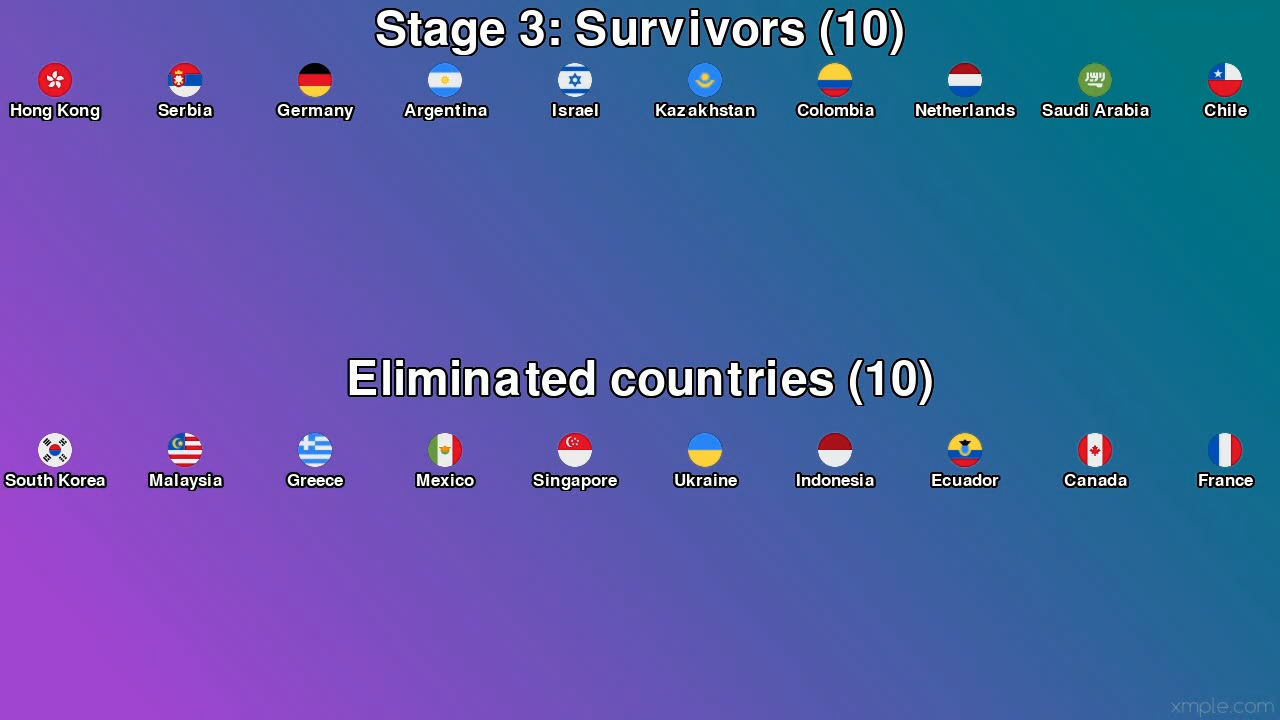 Stage 3: Survivors (10)
Hong Kong Serbia Germany Argentina Israel Kazakhstan Colombia Netherlands Saudi Arabia Chile
Eliminated countries (10)
South Korea Malaysia Greece Mexico Singapore Ukraine Indonesia Ecuador Canada France
xmple.com